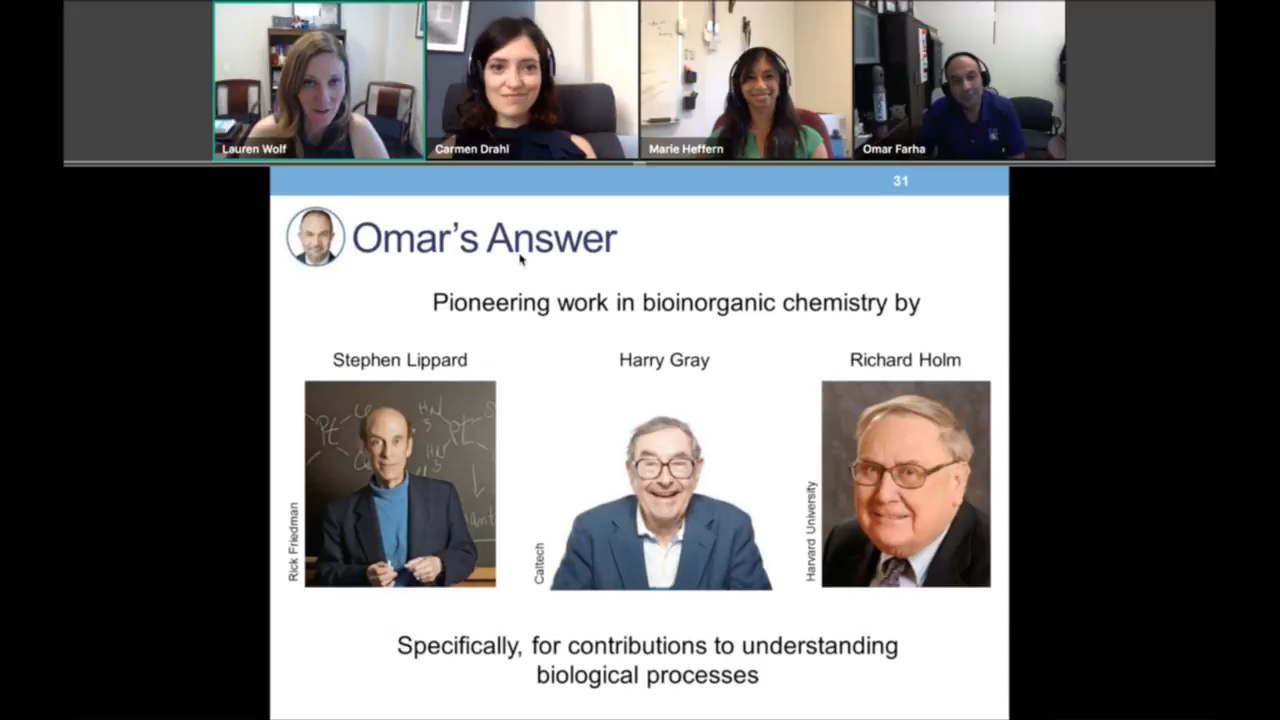 Lauren Wolf
Carmen Drahl
Marie Heffern
Omar Farha
31
Omar's Answer
Pioneering work in bioinorganic chemistry by
Stephen Lippard
Harry Gray
Richard Holm
Rick Friedman
Caltech
Harvard University
Specifically, for contributions to understanding
biological processes